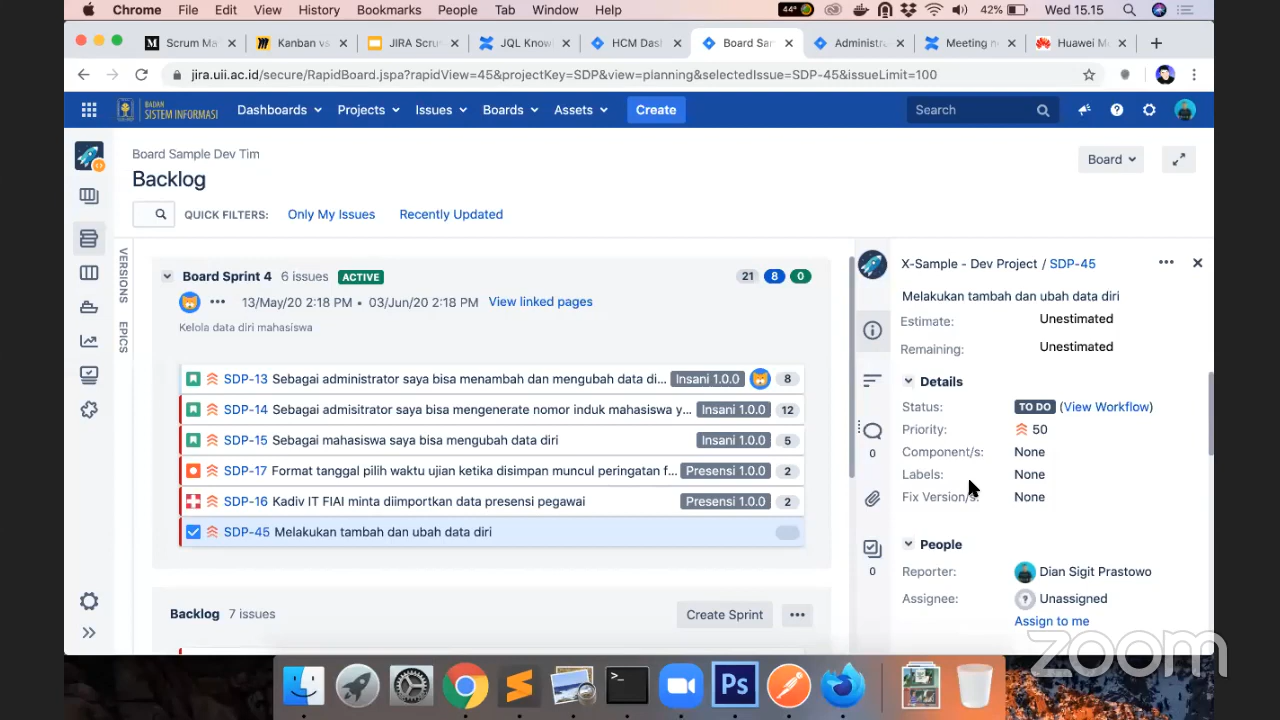 Chrome File Edit View History Bookmarks People Tab Window Help 44° 42% Wed 15.15
Scrum Ma Kanban vs JIRA Scru JQL Know HCM Das Board Sam Administra Meeting n Huawei M
jira.uii.ac.id/secure/RapidBoard.jspa?rapidView=45&projectKey=SDP&view=planning&selectedIssue=SDP-45&issueLimit=100
BADAN
SISTEM INFORMASI
Dashboards Projects Issues Boards Assets Create Search
Board Sample Dev Tim
Backlog
Board
QUICK FILTERS: Only My Issues Recently Updated
VERSIONS
EPICS
Board Sprint 4 6 issues ACTIVE 21 8 0
13/May/20 2:18 PM • 03/Jun/20 2:18 PM View linked pages
Kelola data diri mahasiswa
SDP-13 Sebagai administrator saya bisa menambah dan mengubah data di... Insani 1.0.0 8
SDP-14 Sebagai admisitrator saya bisa mengenerate nomor induk mahasiswa y... Insani 1.0.0 12
SDP-15 Sebagai mahasiswa saya bisa mengubah data diri Insani 1.0.0 5
SDP-17 Format tanggal pilih waktu ujian ketika disimpan muncul peringatan f... Presensi 1.0.0 2
SDP-16 Kadiv IT FIAI minta diimportkan data presensi pegawai Presensi 1.0.0 2
SDP-45 Melakukan tambah dan ubah data diri
Backlog 7 issues Create Sprint
X-Sample - Dev Project / SDP-45
Melakukan tambah dan ubah data diri
Estimate: Unestimated
Remaining: Unestimated
Details
Status: TO DO (View Workflow)
Priority: 50
Component/s: None
Labels: None
Fix Version/s: None
0
People
Reporter: Dian Sigit Prastowo
0
Assignee: Unassigned
Assign to me
zoom
Ps